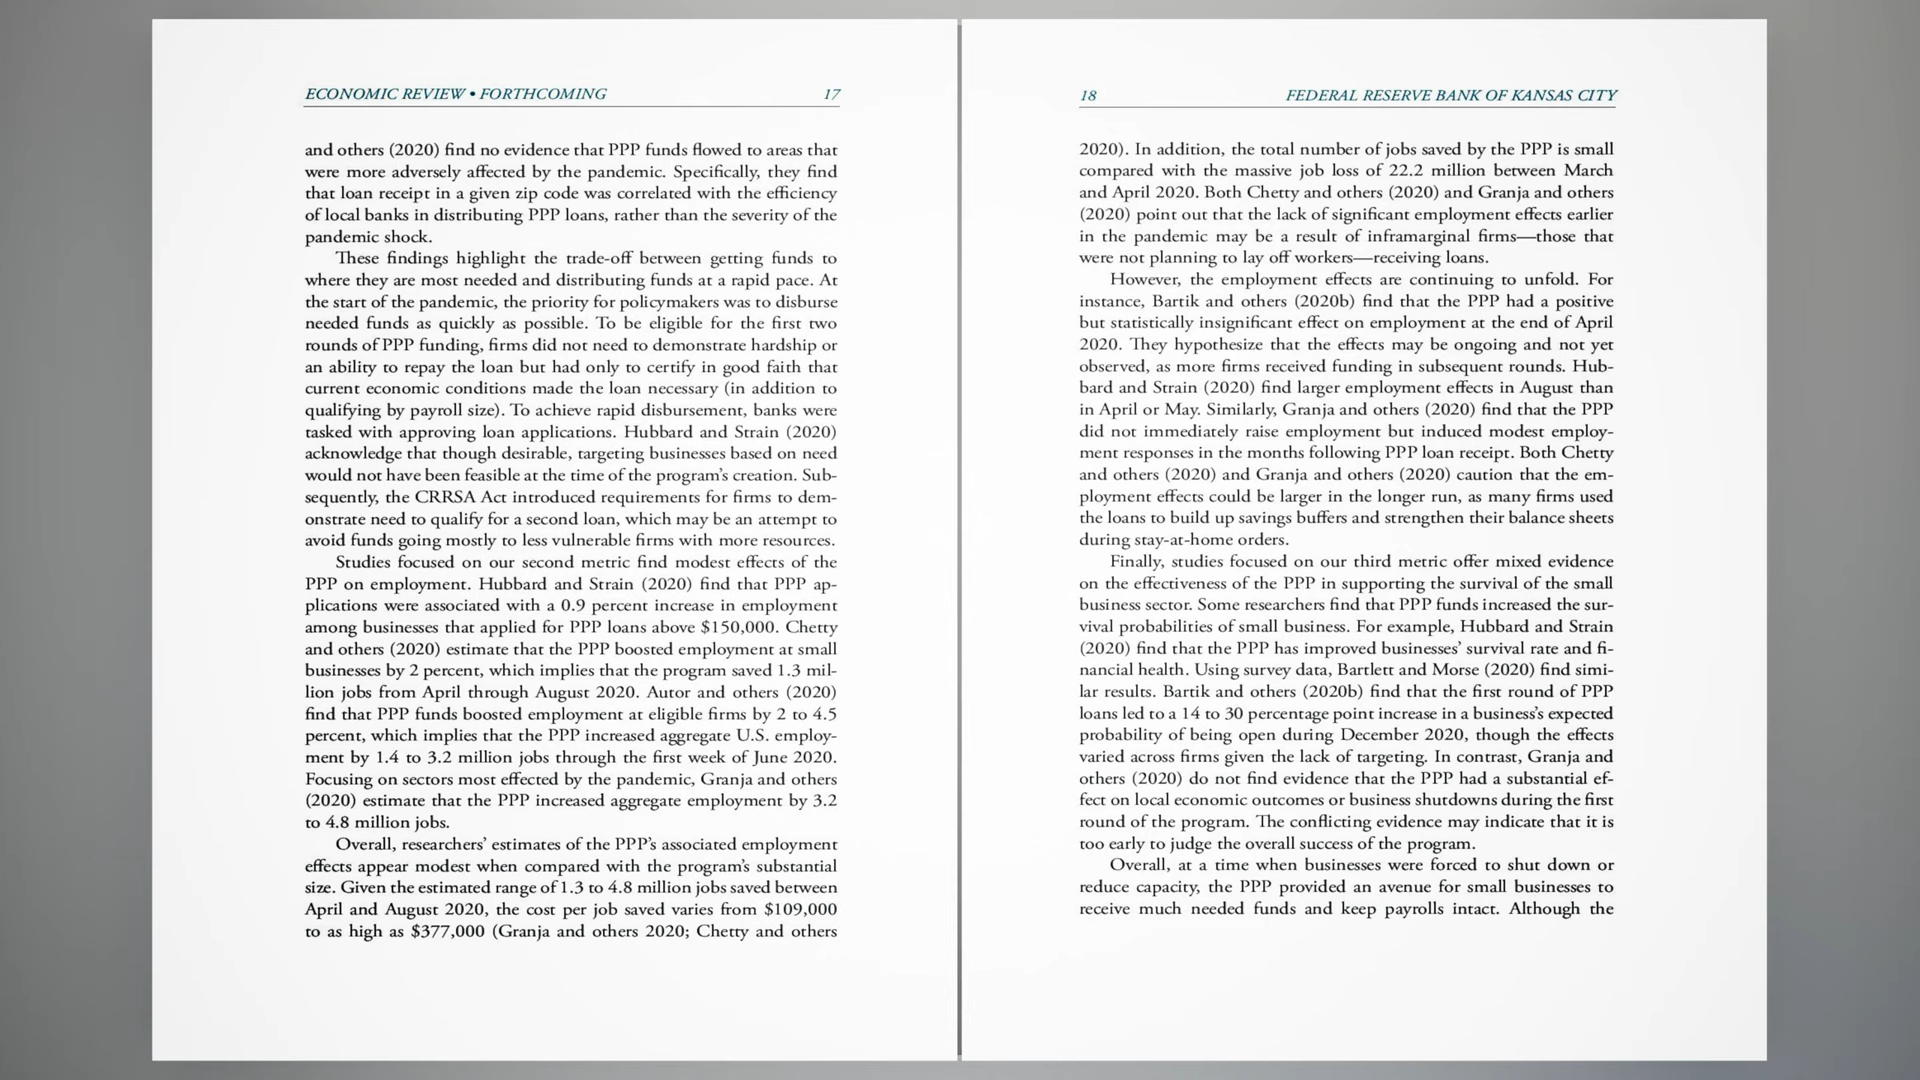 ECONOMIC REVIEW • FORTHCOMING 17
and others (2020) find no evidence that PPP funds flowed to areas that
were more adversely affected by the pandemic. Specifically, they find
that loan receipt in a given zip code was correlated with the efficiency
of local banks in distributing PPP loans, rather than the severity of the
pandemic shock.
These findings highlight the trade-off between getting funds to
where they are most needed and distributing funds at a rapid pace. At
the start of the pandemic, the priority for policymakers was to disburse
needed funds as quickly as possible. To be eligible for the first two
rounds of PPP funding, firms did not need to demonstrate hardship or
an ability to repay the loan but had only to certify in good faith that
current economic conditions made the loan necessary (in addition to
qualifying by payroll size). To achieve rapid disbursement, banks were
tasked with approving loan applications. Hubbard and Strain (2020)
acknowledge that though desirable, targeting businesses based on need
would not have been feasible at the time of the program's creation. Sub-
sequently, the CRRSA Act introduced requirements for firms to dem-
onstrate need to qualify for a second loan, which may be an attempt to
avoid funds going mostly to less vulnerable firms with more resources.
Studies focused on our second metric find modest effects of the
PPP on employment. Hubbard and Strain (2020) find that PPP ap-
plications were associated with a 0.9 percent increase in employment
among businesses that applied for PPP loans above $150,000. Chetty
and others (2020) estimate that the PPP boosted employment at small
businesses by 2 percent, which implies that the program saved 1.3 mil-
lion jobs from April through August 2020. Autor and others (2020)
find that PPP funds boosted employment at eligible firms by 2 to 4.5
percent, which implies that the PPP increased aggregate U.S. employ-
ment by 1.4 to 3.2 million jobs through the first week of June 2020.
Focusing on sectors most effected by the pandemic, Granja and others
(2020) estimate that the PPP increased aggregate employment by 3.2
to 4.8 million jobs.
Overall, researchers' estimates of the PPP's associated employment
effects appear modest when compared with the program's substantial
size. Given the estimated range of 1.3 to 4.8 million jobs saved between
April and August 2020, the cost per job saved varies from $109,000
to as high as $377,000 (Granja and others 2020; Chetty and others
18 FEDERAL RESERVE BANK OF KANSAS CITY
2020). In addition, the total number of jobs saved by the PPP is small
compared with the massive job loss of 22.2 million between March
and April 2020. Both Chetty and others (2020) and Granja and others
(2020) point out that the lack of significant employment effects earlier
in the pandemic may be a result of inframarginal firms—those that
were not planning to lay off workers—receiving loans.
However, the employment effects are continuing to unfold. For
instance, Bartik and others (2020b) find that the PPP had a positive
but statistically insignificant effect on employment at the end of April
2020. They hypothesize that the effects may be ongoing and not yet
observed, as more firms received funding in subsequent rounds. Hub-
bard and Strain (2020) find larger employment effects in August than
in April or May. Similarly, Granja and others (2020) find that the PPP
did not immediately raise employment but induced modest employ-
ment responses in the months following PPP loan receipt. Both Chetty
and others (2020) and Granja and others (2020) caution that the em-
ployment effects could be larger in the longer run, as many firms used
the loans to build up savings buffers and strengthen their balance sheets
during stay-at-home orders.
Finally, studies focused on our third metric offer mixed evidence
on the effectiveness of the PPP in supporting the survival of the small
business sector. Some researchers find that PPP funds increased the sur-
vival probabilities of small business. For example, Hubbard and Strain
(2020) find that the PPP has improved businesses' survival rate and fi-
nancial health. Using survey data, Bartlett and Morse (2020) find simi-
lar results. Bartik and others (2020b) find that the first round of PPP
loans led to a 14 to 30 percentage point increase in a business's expected
probability of being open during December 2020, though the effects
varied across firms given the lack of targeting. In contrast, Granja and
others (2020) do not find evidence that the PPP had a substantial ef-
fect on local economic outcomes or business shutdowns during the first
round of the program. The conflicting evidence may indicate that it is
too early to judge the overall success of the program.
Overall, at a time when businesses were forced to shut down or
reduce capacity, the PPP provided an avenue for small businesses to
receive much needed funds and keep payrolls intact. Although the